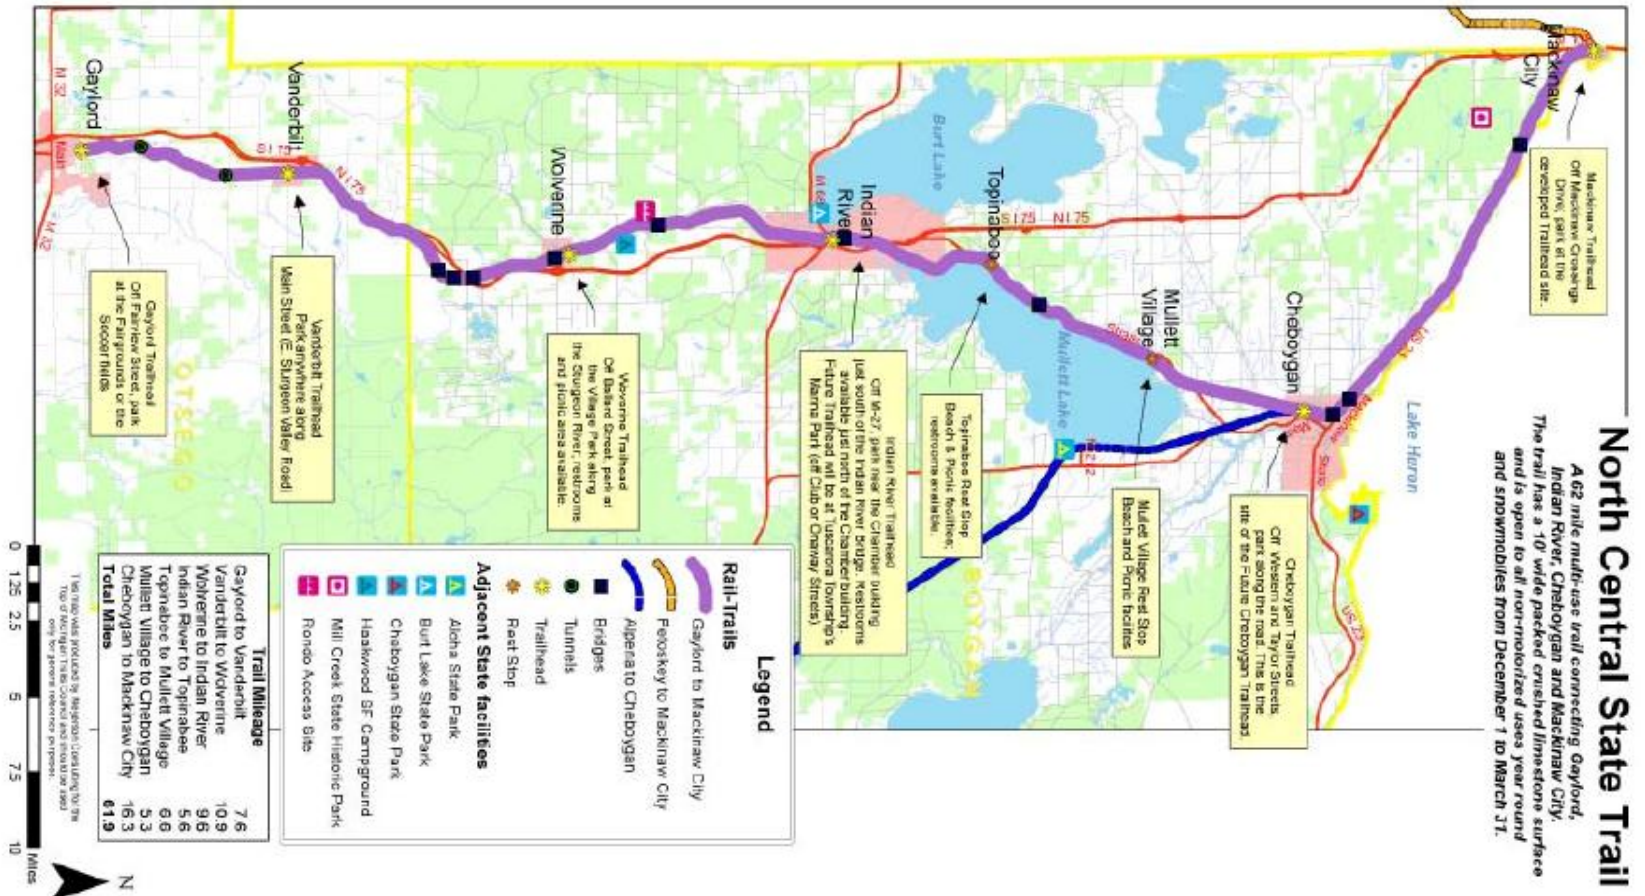 North Central State Trail
A 62 mile multi-use trail connecting Gaylord,
Indian River, Cheboygan and Mackinaw City.
The trail has a 10' wide packed crushed limestone surface
and is open to all non-motorized uses year round
and snowmobiles from December 1 to March 31.
Mackinaw
City
Mackinaw Trailhead
Off Mackinaw Crossings
Drive, park at the
developed Trailhead site.
US 23
Lake Heron
Cheboygan
Cheboygan Trailhead
Off Western and Taylor Streets
park along the road. This is the
site of the Future Cheboygan Trailhead.
Mullett
Village
Mullett Village Rest Stop
Beach and Picnic facilities
Mullett Lake
Burt Lake
Topinabee
Topinabee Rest Stop
Beach & Picnic facilities;
restroom available.
S I 75
N I 75
M 68
Indian
River
Indian River Trailhead
Off M-27, park near the Chamber building
just south of the Indian River Bridge. Restrooms
available just north of the Chamber building.
Future Trailhead will be at Tuscarora Township's
Marina Park (off Club or Onaway Streets)
Wolverine
Wolverine Trailhead
Off Ballard Street, park at
the Village Park along
the Sturgeon River, restrooms
and picnic area available.
N I 75
S I 75
Vanderbilt
Vanderbilt Trailhead
Park anywhere along
Main Street (E. Sturgeon Valley Road)
OTSEGO
Gaylord
M 32
Main
M 32
Gaylord Trailhead
Off Fairview Street, park
at the Fairgrounds or the
Soccer fields
Legend
Rail-Trails
Gaylord to Mackinaw City
Petoskey to Mackinaw City
Alpena to Cheboygan
Bridges
Tunnels
Trailhead
Rest Stop
Adjacent State facilities
Aloha State Park
Burt Lake State Park
Cheboygan State Park
Haakwood SF Campground
Mill Creek State Historic Park
Rondo Access Site
Trail Mileage
Gaylord to Vanderbilt 7.6
Vanderbilt to Wolverine 10.9
Wolverine to Indian River 9.6
Indian River to Topinabee 5.6
Topinabee to Mullett Village 6.6
Mullett Village to Cheboygan 5.3
Cheboygan to Mackinaw City 16.3
Total Miles 61.9
0 1.25 2.5 5 7.5 10
Miles
N